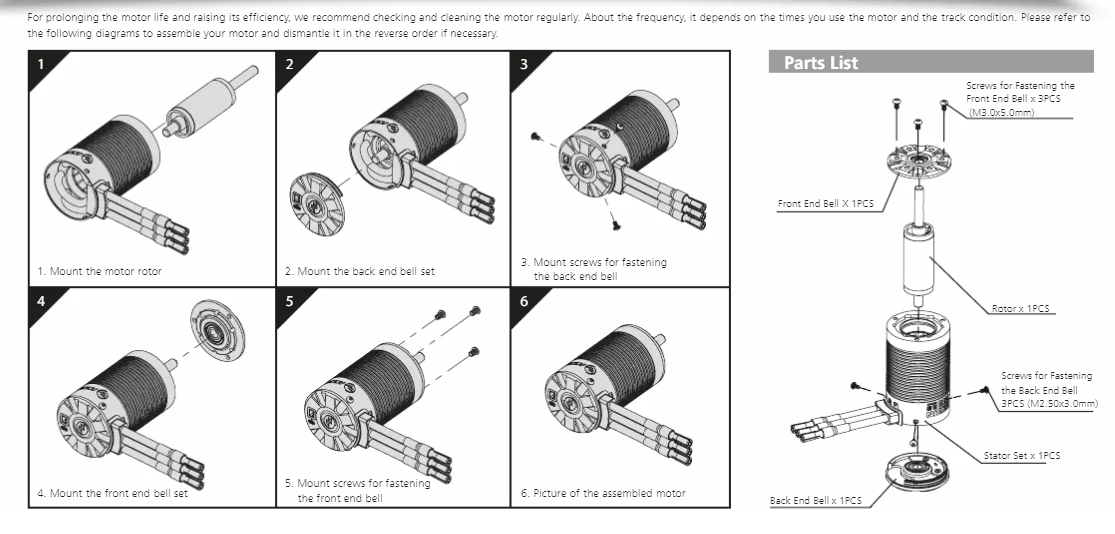 For prolonging the motor life and raising its efficiency, we recommend checking and cleaning the motor regularly. About the frequency, it depends on the times you use the motor and the track condition. Please refer to
the following diagrams to assemble your motor and dismantle it in the reverse order if necessary.
1
1. Mount the motor rotor
2
2. Mount the back end bell set
3
3. Mount screws for fastening
the back end bell
4
4. Mount the front end bell set
5
5. Mount screws for fastening
the front end bell
6
6. Picture of the assembled motor
Parts List
Screws for Fastening the
Front End Bell x 3PCS
(M3.0x5.0mm)
Front End Bell X 1PCS
Rotor x 1PCS
Screws for Fastening
the Back End Bell
3PCS (M2.50x3.0mm)
Stator Set x 1PCS
Back End Bell x 1PCS